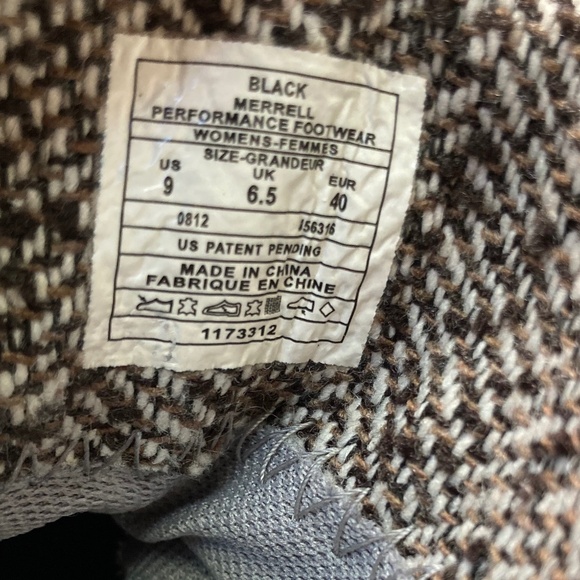 BLACK
MERRELL
PERFORMANCE FOOTWEAR
WOMENS-FEMMES
SIZE-GRANDEUR
US UK EUR
9 6.5 40
0812 J56316
US PATENT PENDING
MADE IN CHINA
FABRIQUE EN CHINE
1173312